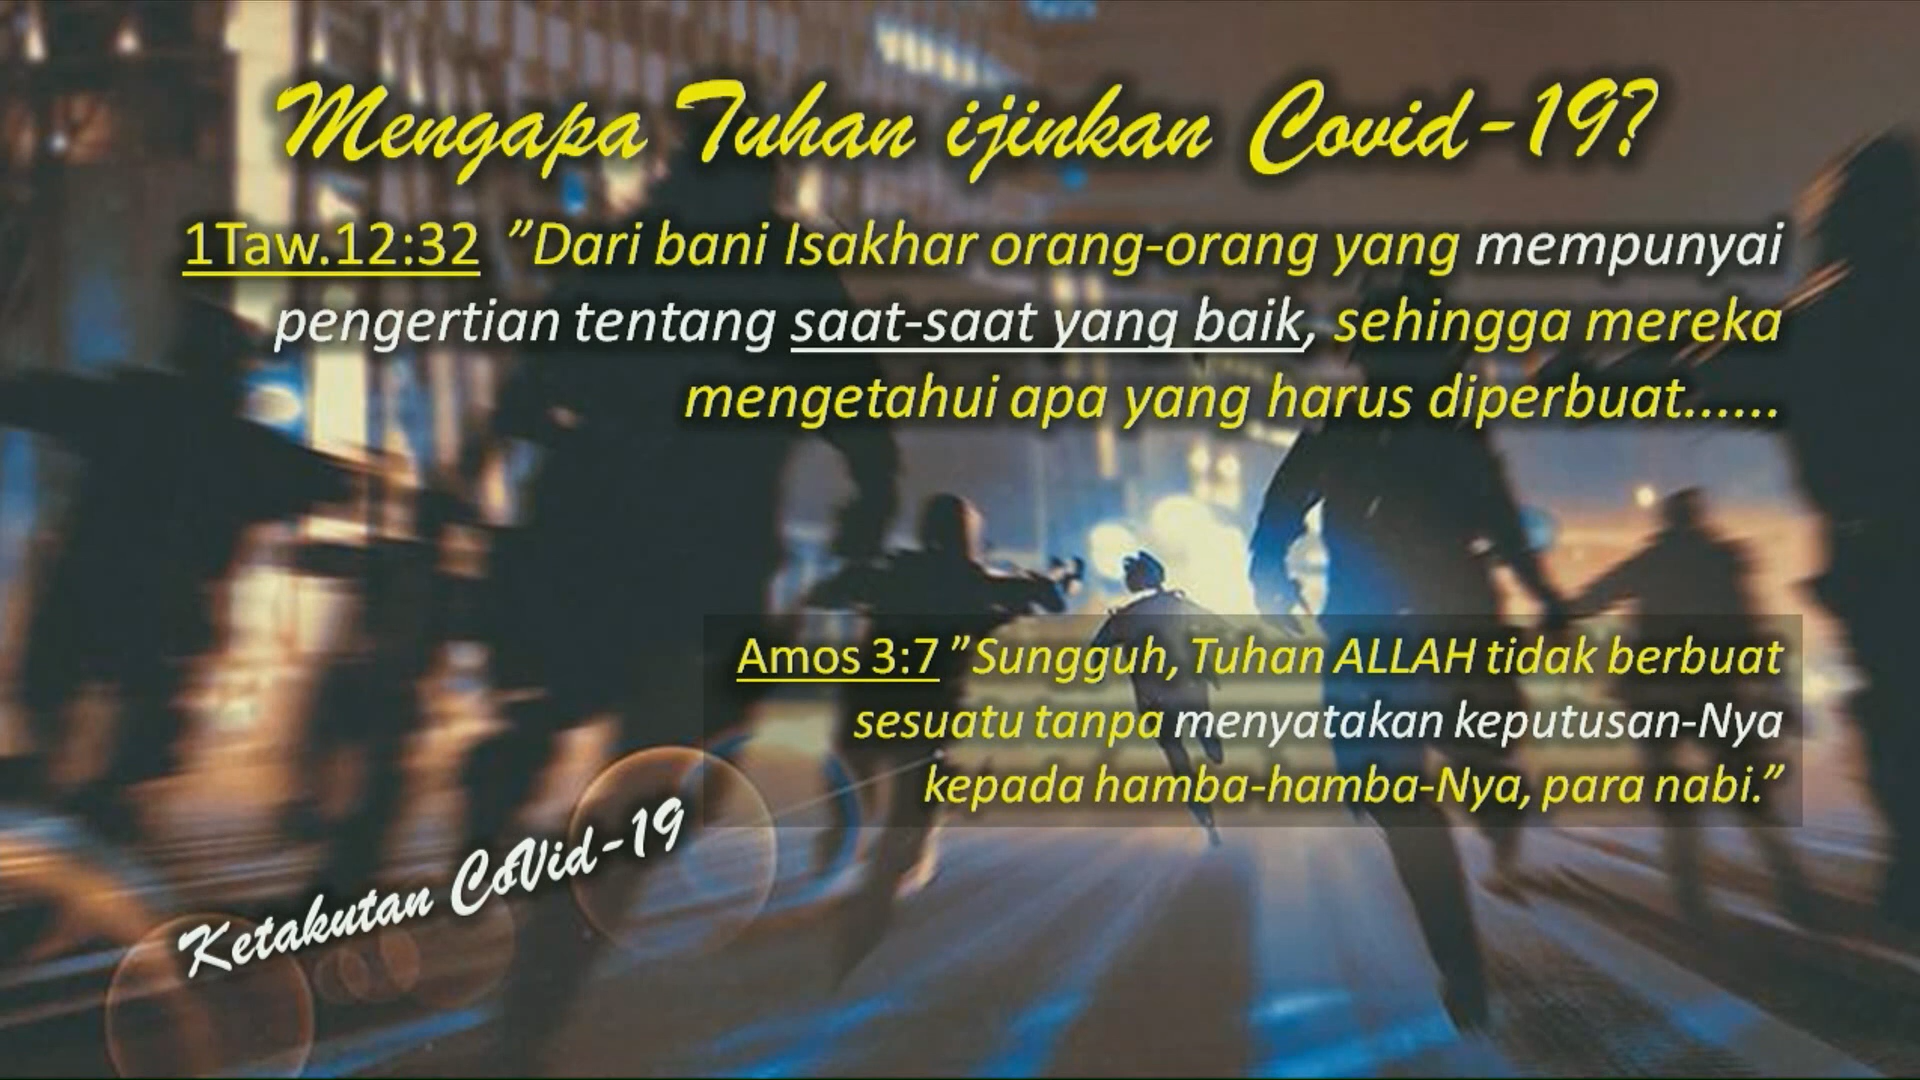 Mengapa Tuhan ijinkan Covid-19?
1Taw.12:32 ”Dari bani Isakhar orang-orang yang mempunyai
pengertian tentang saat-saat yang baik, sehingga mereka
mengetahui apa yang harus diperbuat......
Amos 3:7 ”Sungguh, Tuhan ALLAH tidak berbuat
sesuatu tanpa menyatakan keputusan-Nya
kepada hamba-hamba-Nya, para nabi.”
Ketakutan CoVid-19